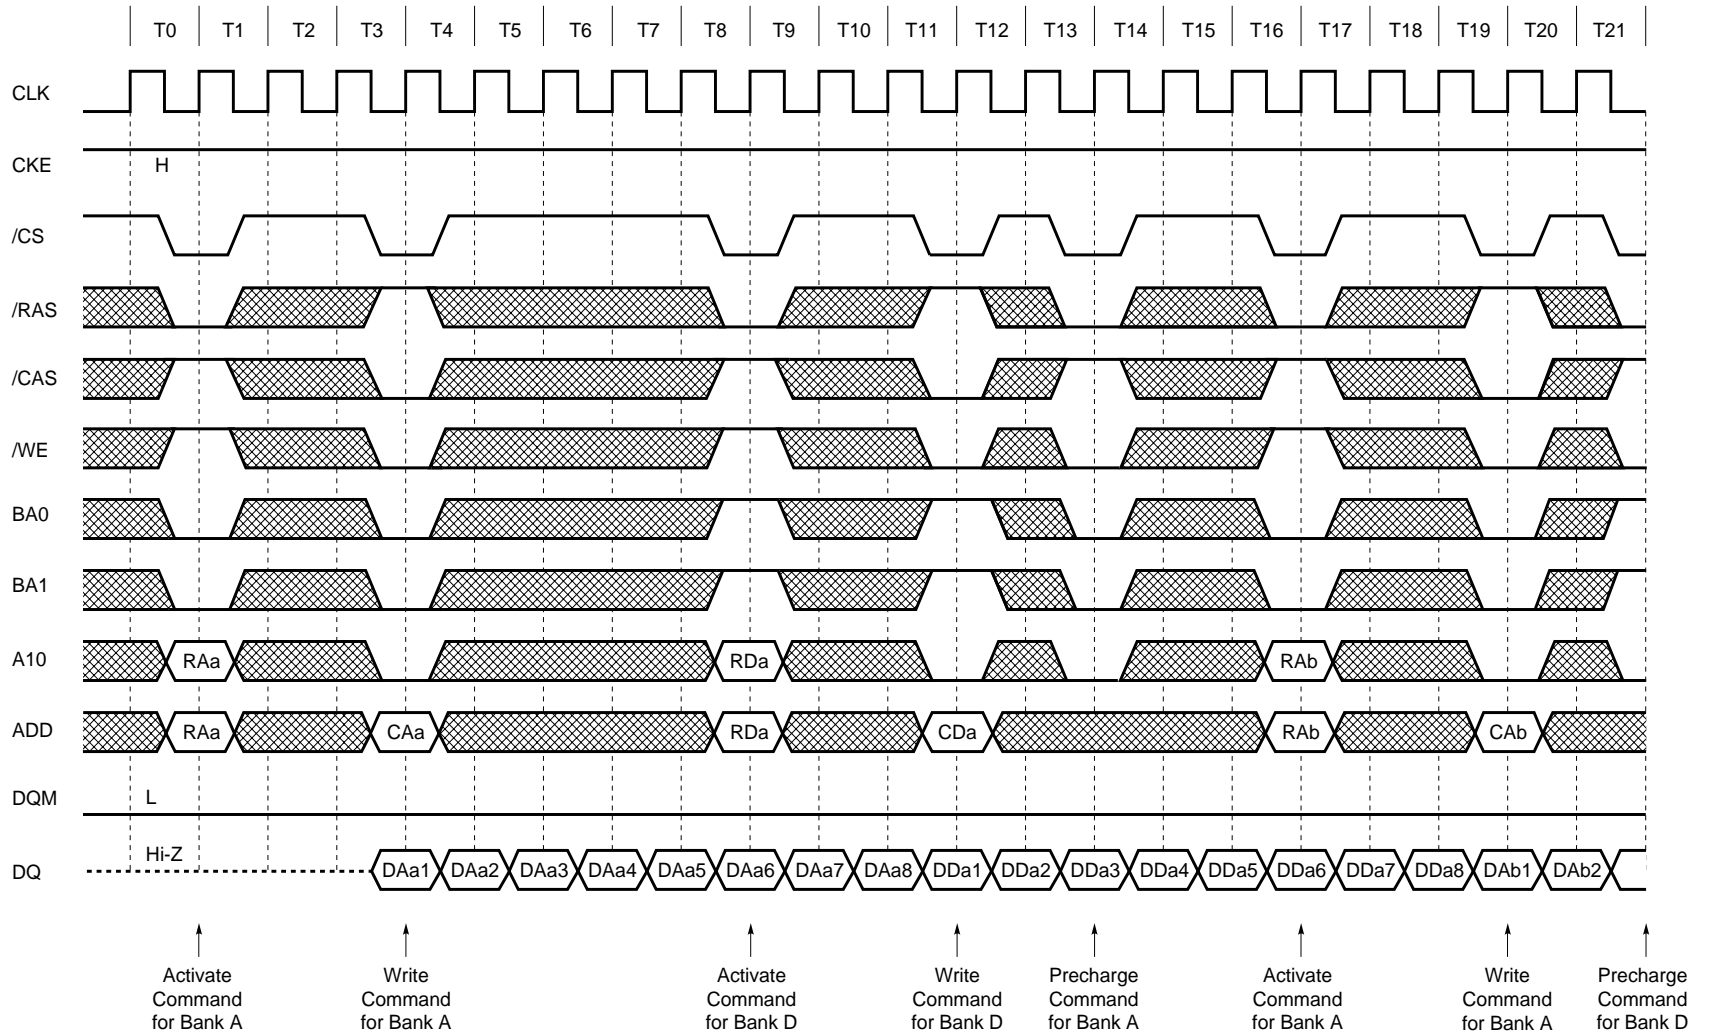 T0 T1 T2 T3 T4 T5 T6 T7 T8 T9 T10 T11 T12 T13 T14 T15 T16 T17 T18 T19 T20 T21
CLK
CKE H
/CS
/RAS
/CAS
/WE
BA0
BA1
A10 RAa RDa RAb
ADD RAa CAa RDa CDa RAb CAb
DQM L
Hi-Z
DQ DAa1 DAa2 DAa3 DAa4 DAa5 DAa6 DAa7 DAa8 DDa1 DDa2 DDa3 DDa4 DDa5 DDa6 DDa7 DDa8 DAb1 DAb2
Activate
Command
for Bank A
Write
Command
for Bank A
Activate
Command
for Bank D
Write
Command
for Bank D
Precharge
Command
for Bank A
Activate
Command
for Bank A
Write
Command
for Bank A
Precharge
Command
for Bank D